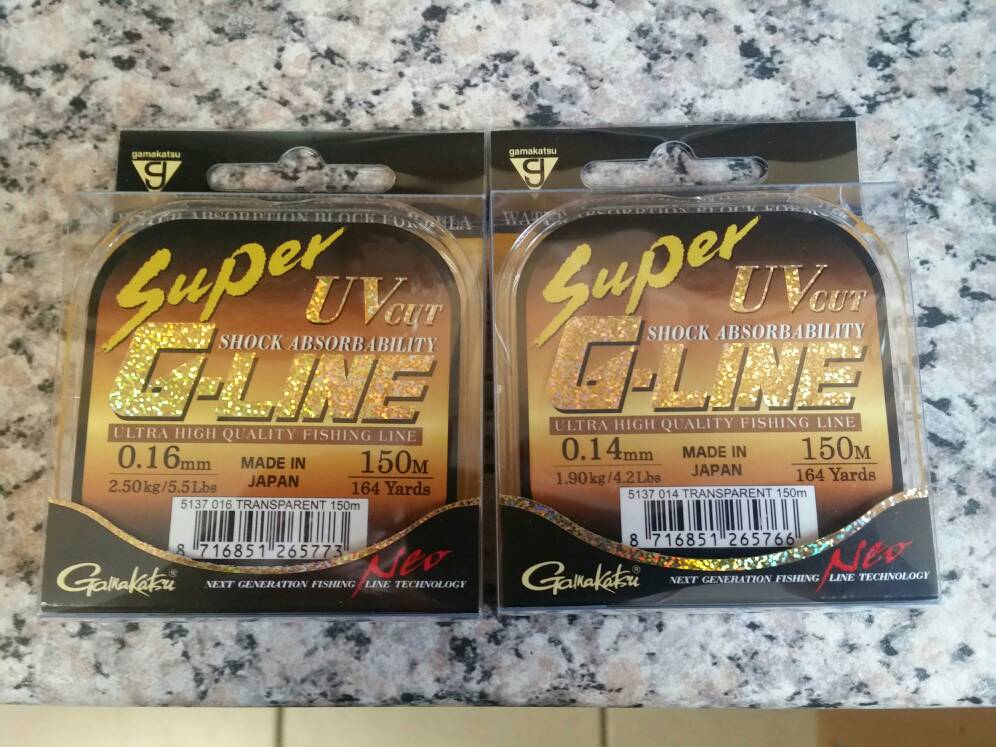 gamakatsu
WATER ABSORPTION BLOCK FORMULA
Super
UV CUT
SHOCK ABSORBABILITY
G-LINE
ULTRA HIGH QUALITY FISHING LINE
0.16mm
2.50kg/5.5Lbs
MADE IN
JAPAN
150M
164 Yards
5137 016 TRANSPARENT 150m
8 716851 265773
Gamakatsu®
Neo
NEXT GENERATION FISHING LINE TECHNOLOGY
gamakatsu
WATER ABSORPTION BLOCK
Super
UV CUT
SHOCK ABSORBABILITY
G-LINE
ULTRA HIGH QUALITY FISHING LINE
0.14mm
1.90kg/4.2Lbs
MADE IN
JAPAN
150M
164 Yards
5137 014 TRANSPARENT 150m
8 716851 265766
Gamakatsu®
Neo
NEXT GENERATION FISHING LINE TECHNOLOGY